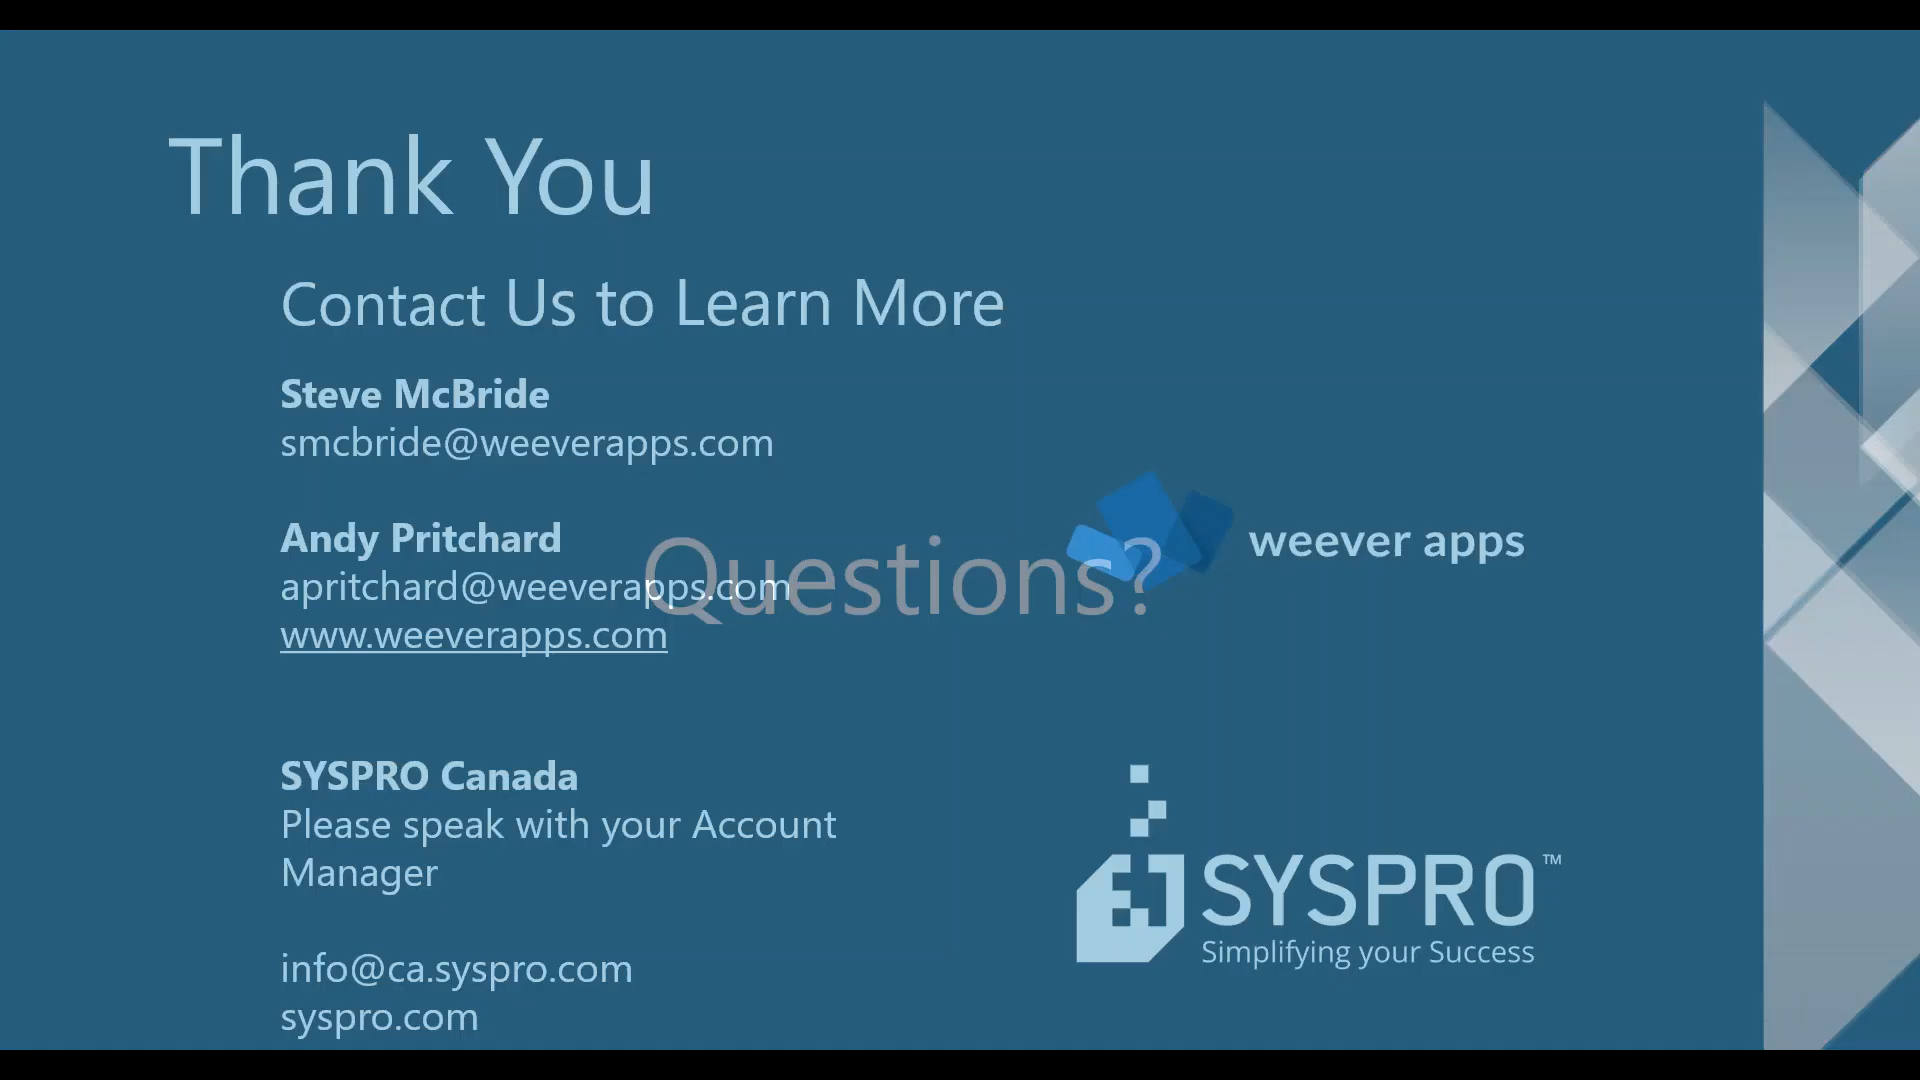 Thank You
Contact Us to Learn More
Steve McBride
smcbride@weeverapps.com
Andy Pritchard
apritchard@weeverapps.com
www.weeverapps.com
Questions?
weever apps
SYSPRO Canada
Please speak with your Account
Manager
info@ca.syspro.com
syspro.com
SYSPRO™
Simplifying your Success